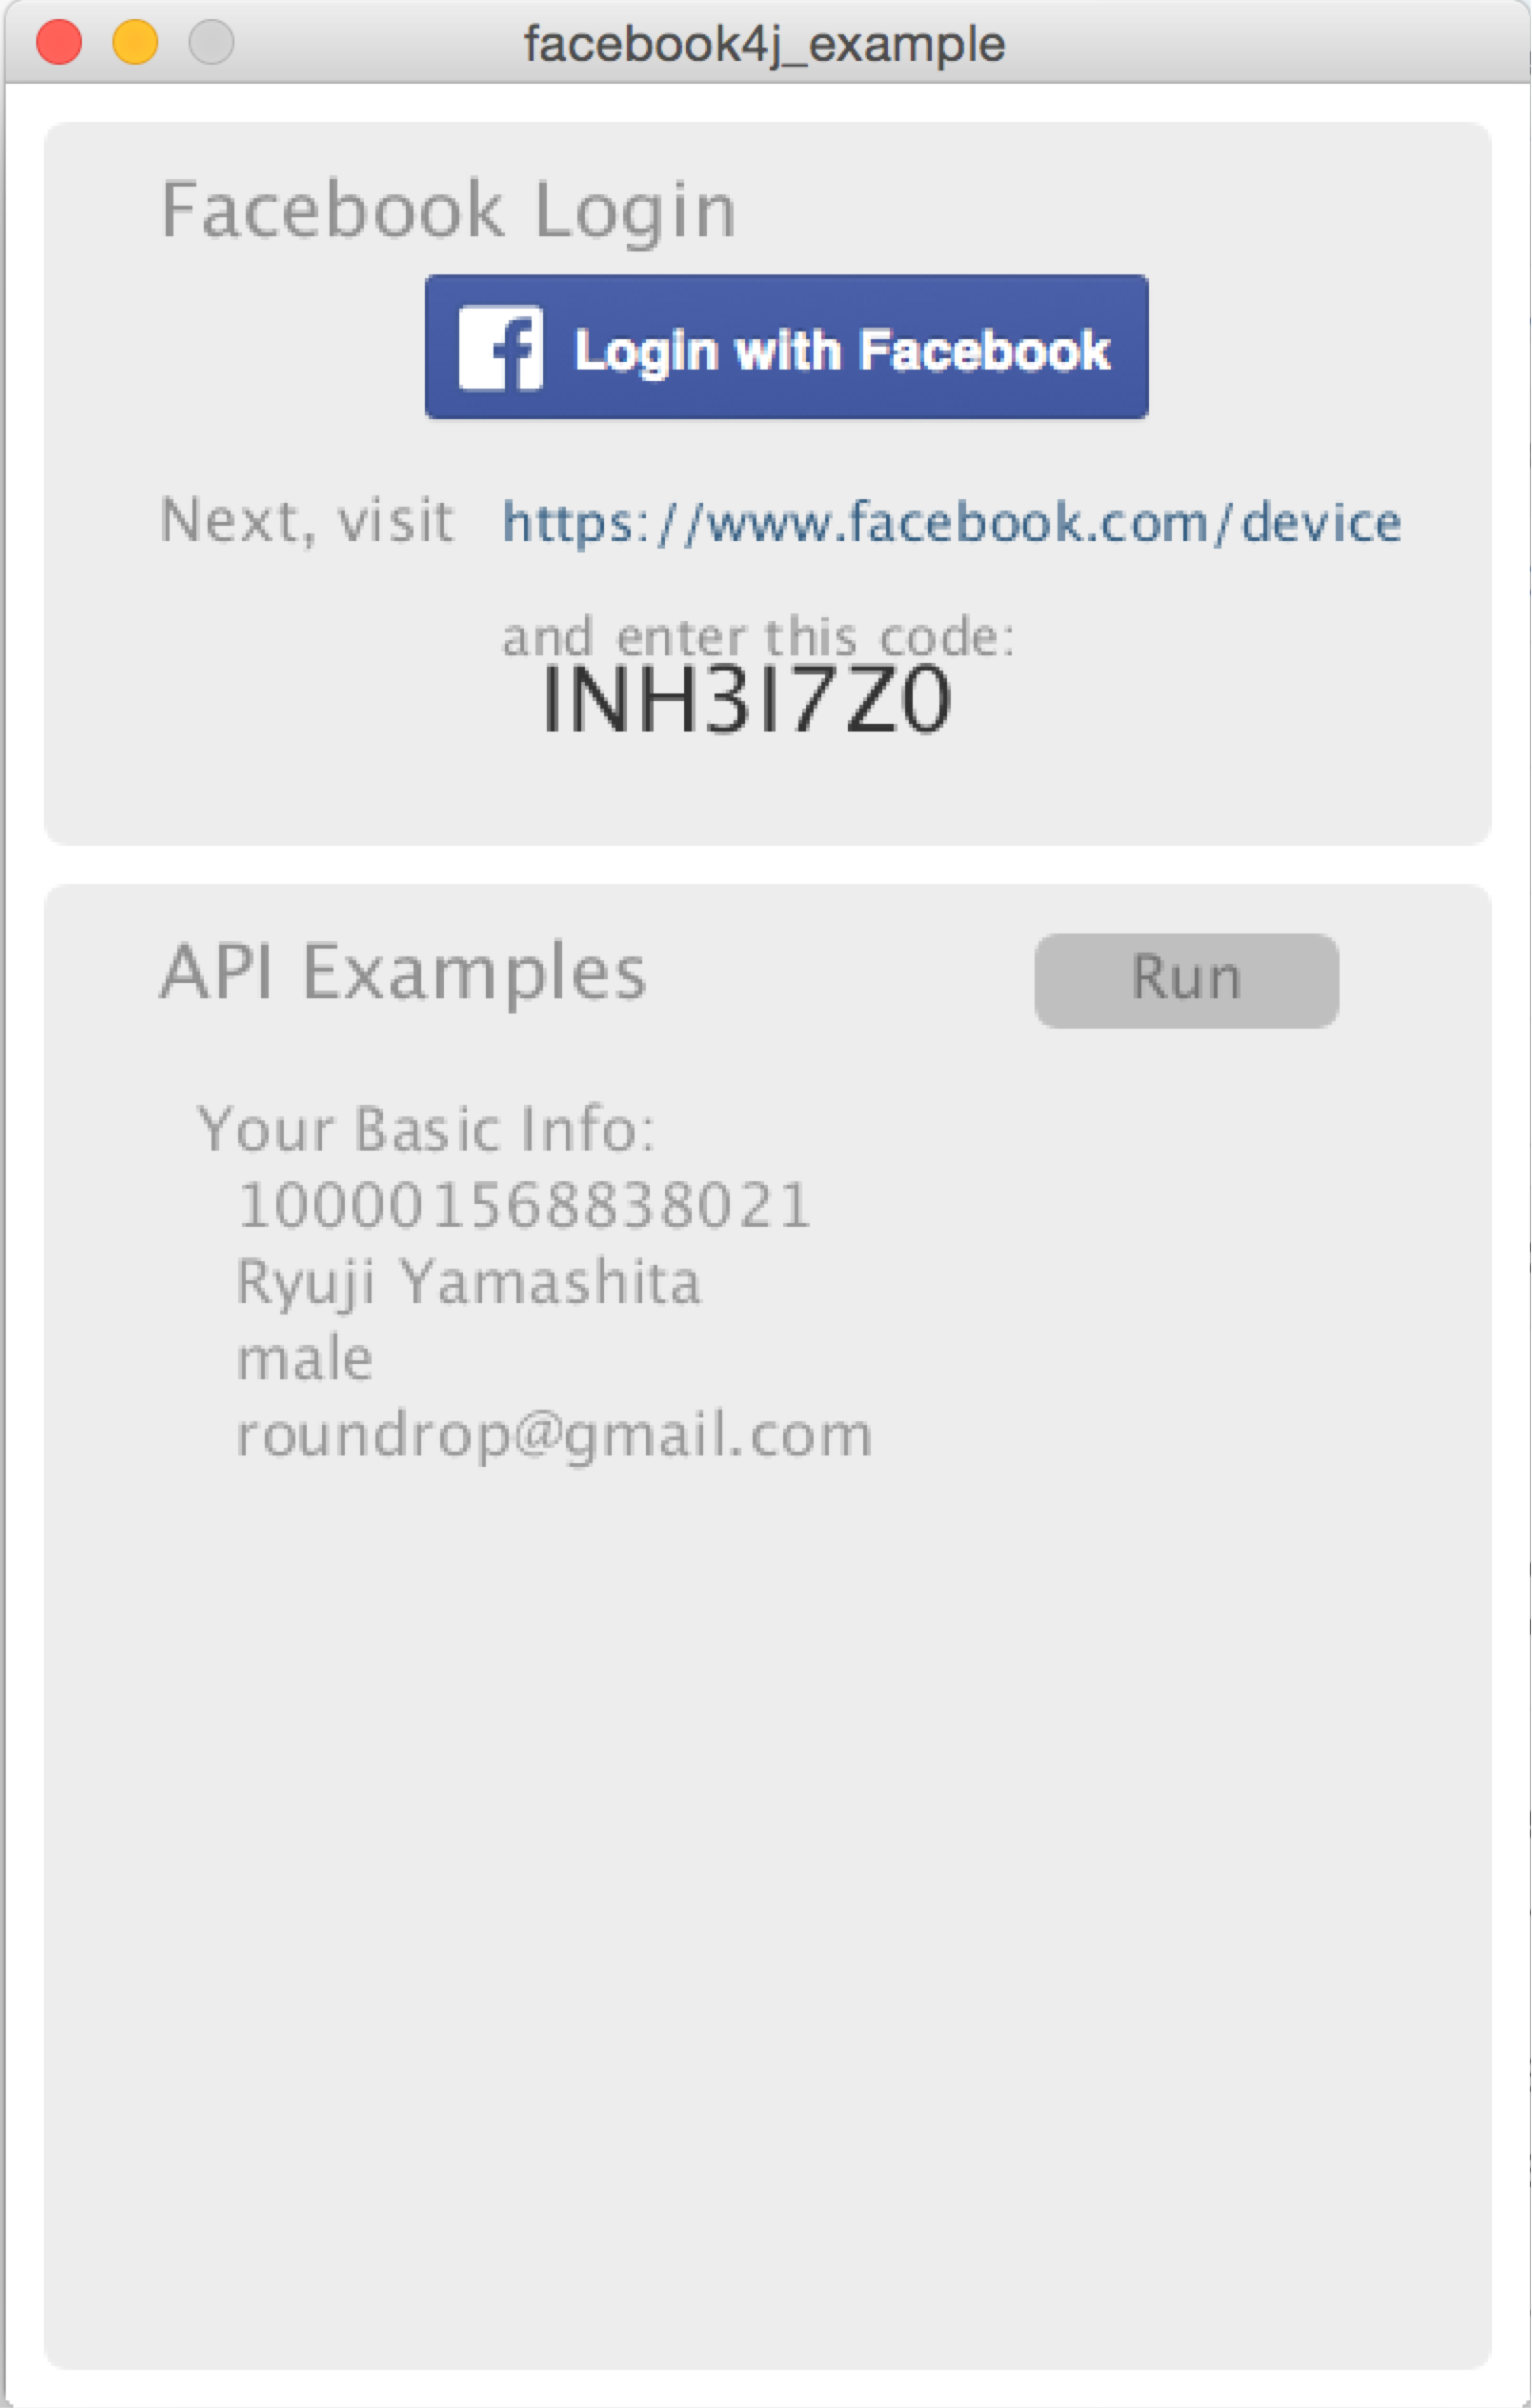 facebook4j_example
Facebook Login
Login with Facebook
Next, visit https://www.facebook.com/device
and enter this code:
INH3I7Z0
API Examples
Run
Your Basic Info:
100001568838021
Ryuji Yamashita
male
roundrop@gmail.com